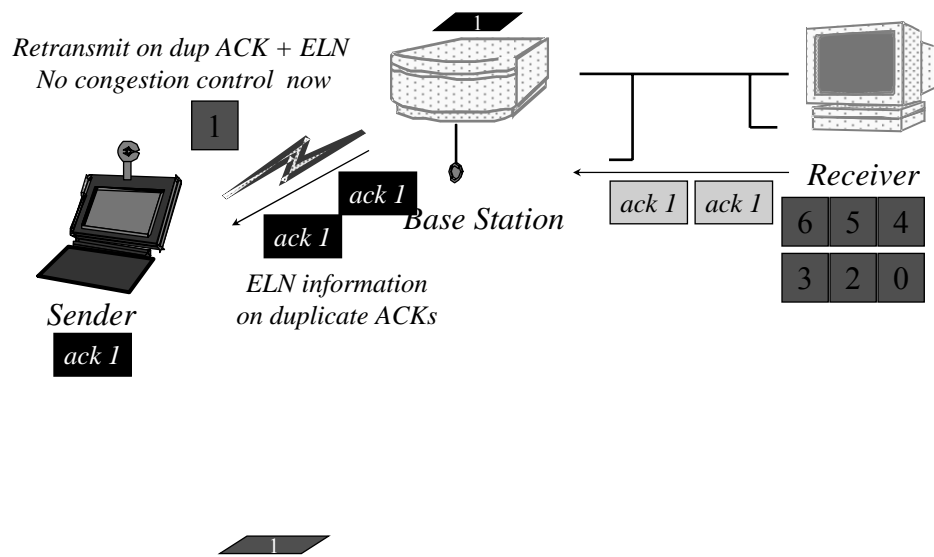 1
Retransmit on dup ACK + ELN
No congestion control now
1
ack 1
ack 1
Base Station
ack 1 ack 1
Receiver
6 5 4
3 2 0
ELN information
on duplicate ACKs
Sender
ack 1
1